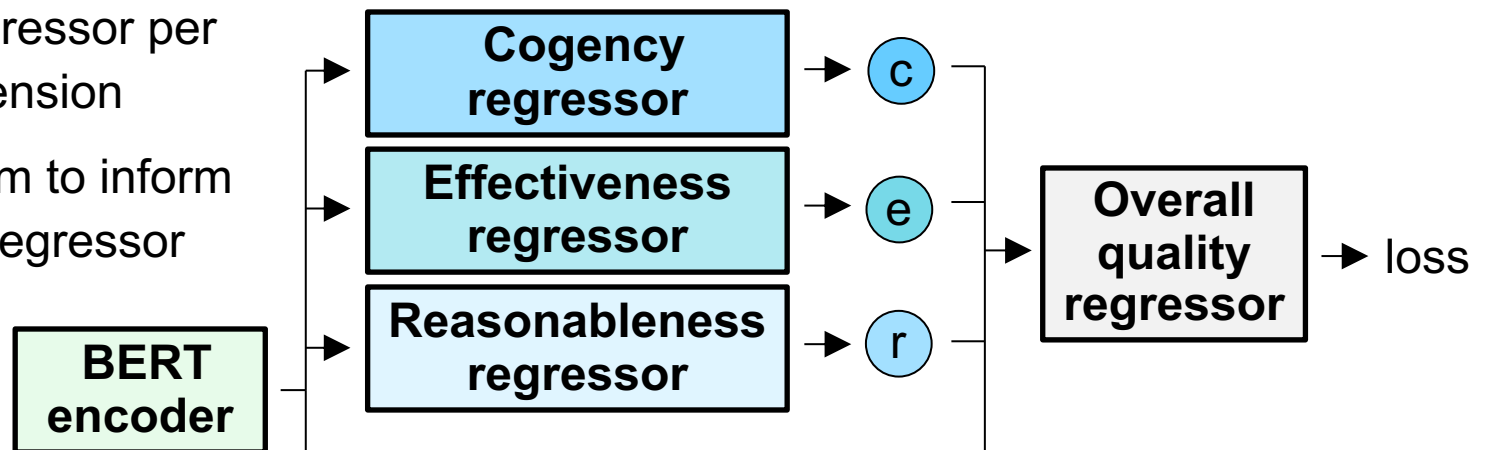 ressor per
ension
m to inform
egressor
Cogency
regressor
c
Effectiveness
regressor
e
Reasonableness
regressor
r
BERT
encoder
Overall
quality
regressor
loss